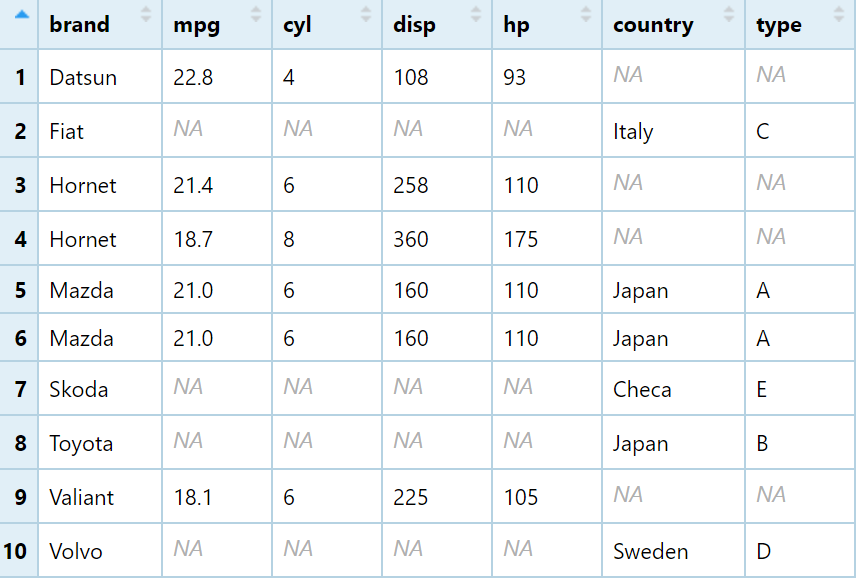 brand mpg cyl disp hp country type
1 Datsun 22.8 4 108 93 NA NA
2 Fiat NA NA NA NA Italy C
3 Hornet 21.4 6 258 110 NA NA
4 Hornet 18.7 8 360 175 NA NA
5 Mazda 21.0 6 160 110 Japan A
6 Mazda 21.0 6 160 110 Japan A
7 Skoda NA NA NA NA Checa E
8 Toyota NA NA NA NA Japan B
9 Valiant 18.1 6 225 105 NA NA
10 Volvo NA NA NA NA Sweden D